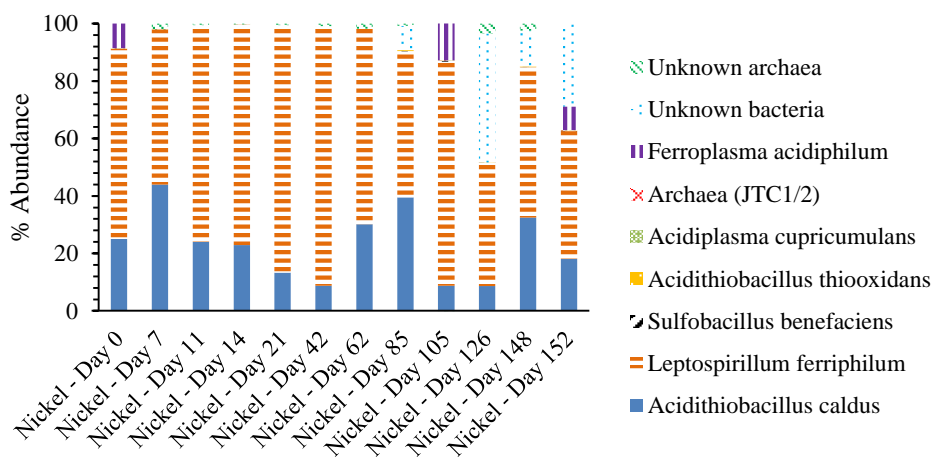 100
80
60
40
20
0
% Abundance
Nickel - Day 0
Nickel - Day 7
Nickel - Day 11
Nickel - Day 14
Nickel - Day 21
Nickel - Day 42
Nickel - Day 62
Nickel - Day 85
Nickel - Day 105
Nickel - Day 126
Nickel - Day 148
Nickel - Day 152
Unknown archaea
Unknown bacteria
Ferroplasma acidiphilum
Archaea (JTC1/2)
Acidiplasma cupricumulans
Acidithiobacillus thiooxidans
Sulfobacillus benefaciens
Leptospirillum ferriphilum
Acidithiobacillus caldus